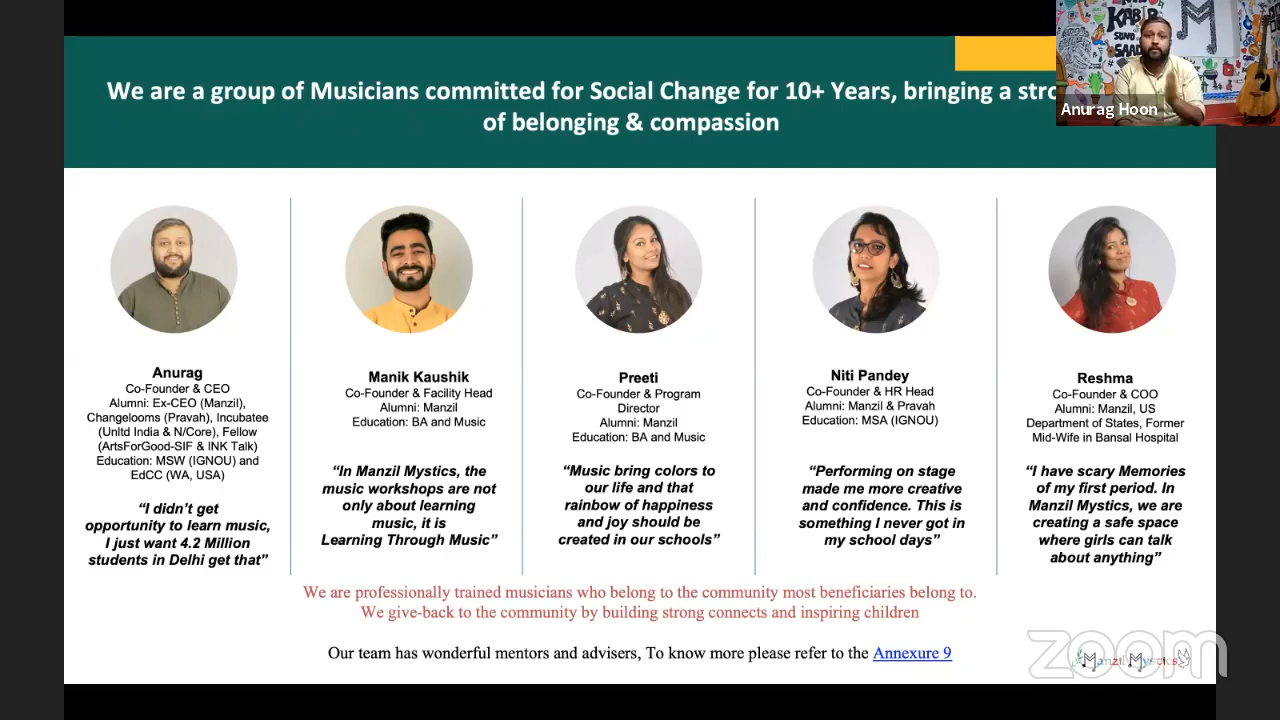 We are a group of Musicians committed for Social Change for 10+ Years, bringing a
of belonging & compassion
KABIR
SUNO
SAADHO
Anurag Hoon
Anurag
Co-Founder & CEO
Alumni: Ex-CEO (Manzil),
Changelooms (Pravah), Incubatee
(Unltd India & N/Core), Fellow
(ArtsForGood-SIF & INK Talk)
Education: MSW (IGNOU) and
EdCC (WA, USA)
“I didn’t get
opportunity to learn music,
I just want 4.2 Million
students in Delhi get that”
Manik Kaushik
Co-Founder & Facility Head
Alumni: Manzil
Education: BA and Music
“In Manzil Mystics, the
music workshops are not
only about learning
music, it is
Learning Through Music”
Preeti
Co-Founder & Program
Director
Alumni: Manzil
Education: BA and Music
“Music bring colors to
our life and that
rainbow of happiness
and joy should be
created in our schools”
Niti Pandey
Co-Founder & HR Head
Alumni: Manzil & Pravah
Education: MSA (IGNOU)
“Performing on stage
made me more creative
and confidence. This is
something I never got in
my school days”
Reshma
Co-Founder & COO
Alumni: Manzil, US
Department of States, Former
Mid-Wife in Bansal Hospital
“I have scary Memories
of my first period. In
Manzil Mystics, we are
creating a safe space
where girls can talk
about anything”
We are professionally trained musicians who belong to the community most beneficiaries belong to.
We give-back to the community by building strong connects and inspiring children
Our team has wonderful mentors and advisers, To know more please refer to the Annexure 9
zoom
Manzil Mystics